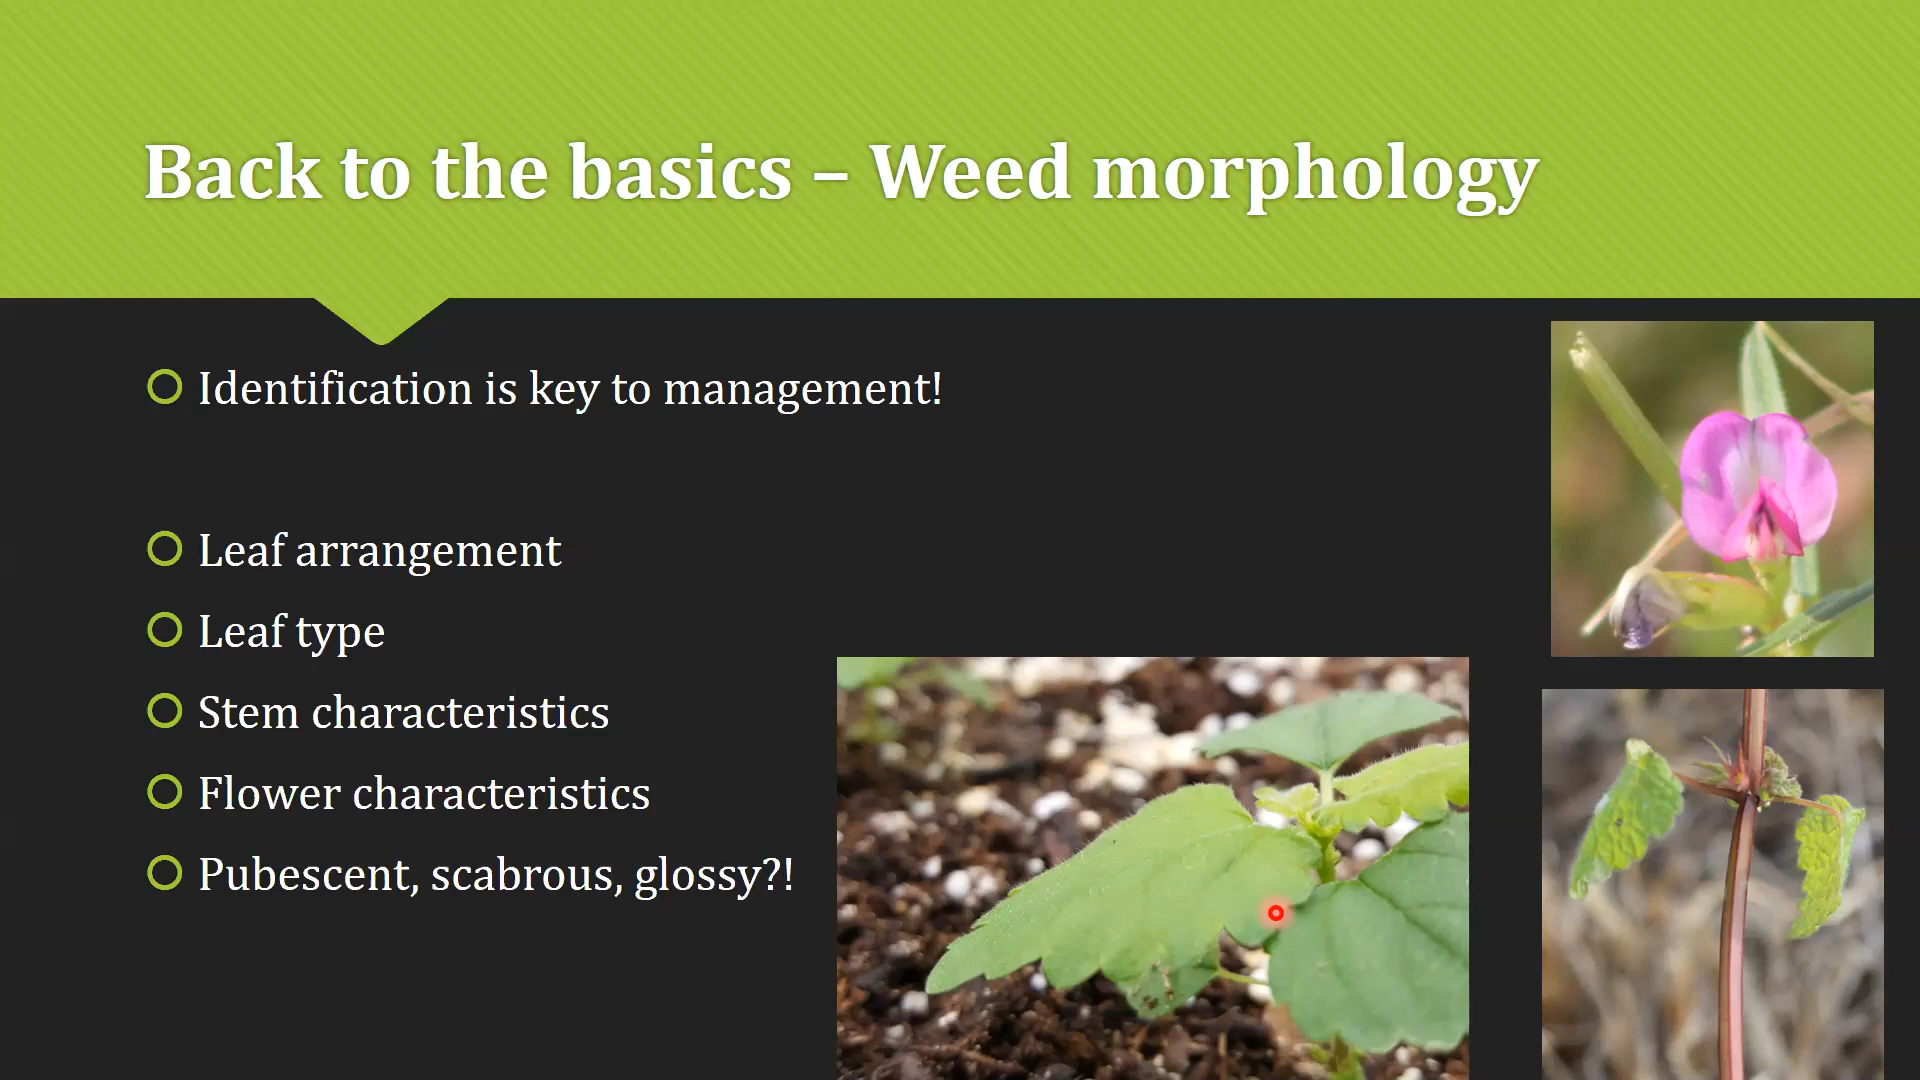 Back to the basics – Weed morphology
Identification is key to management!
Leaf arrangement
Leaf type
Stem characteristics
Flower characteristics
Pubescent, scabrous, glossy?!